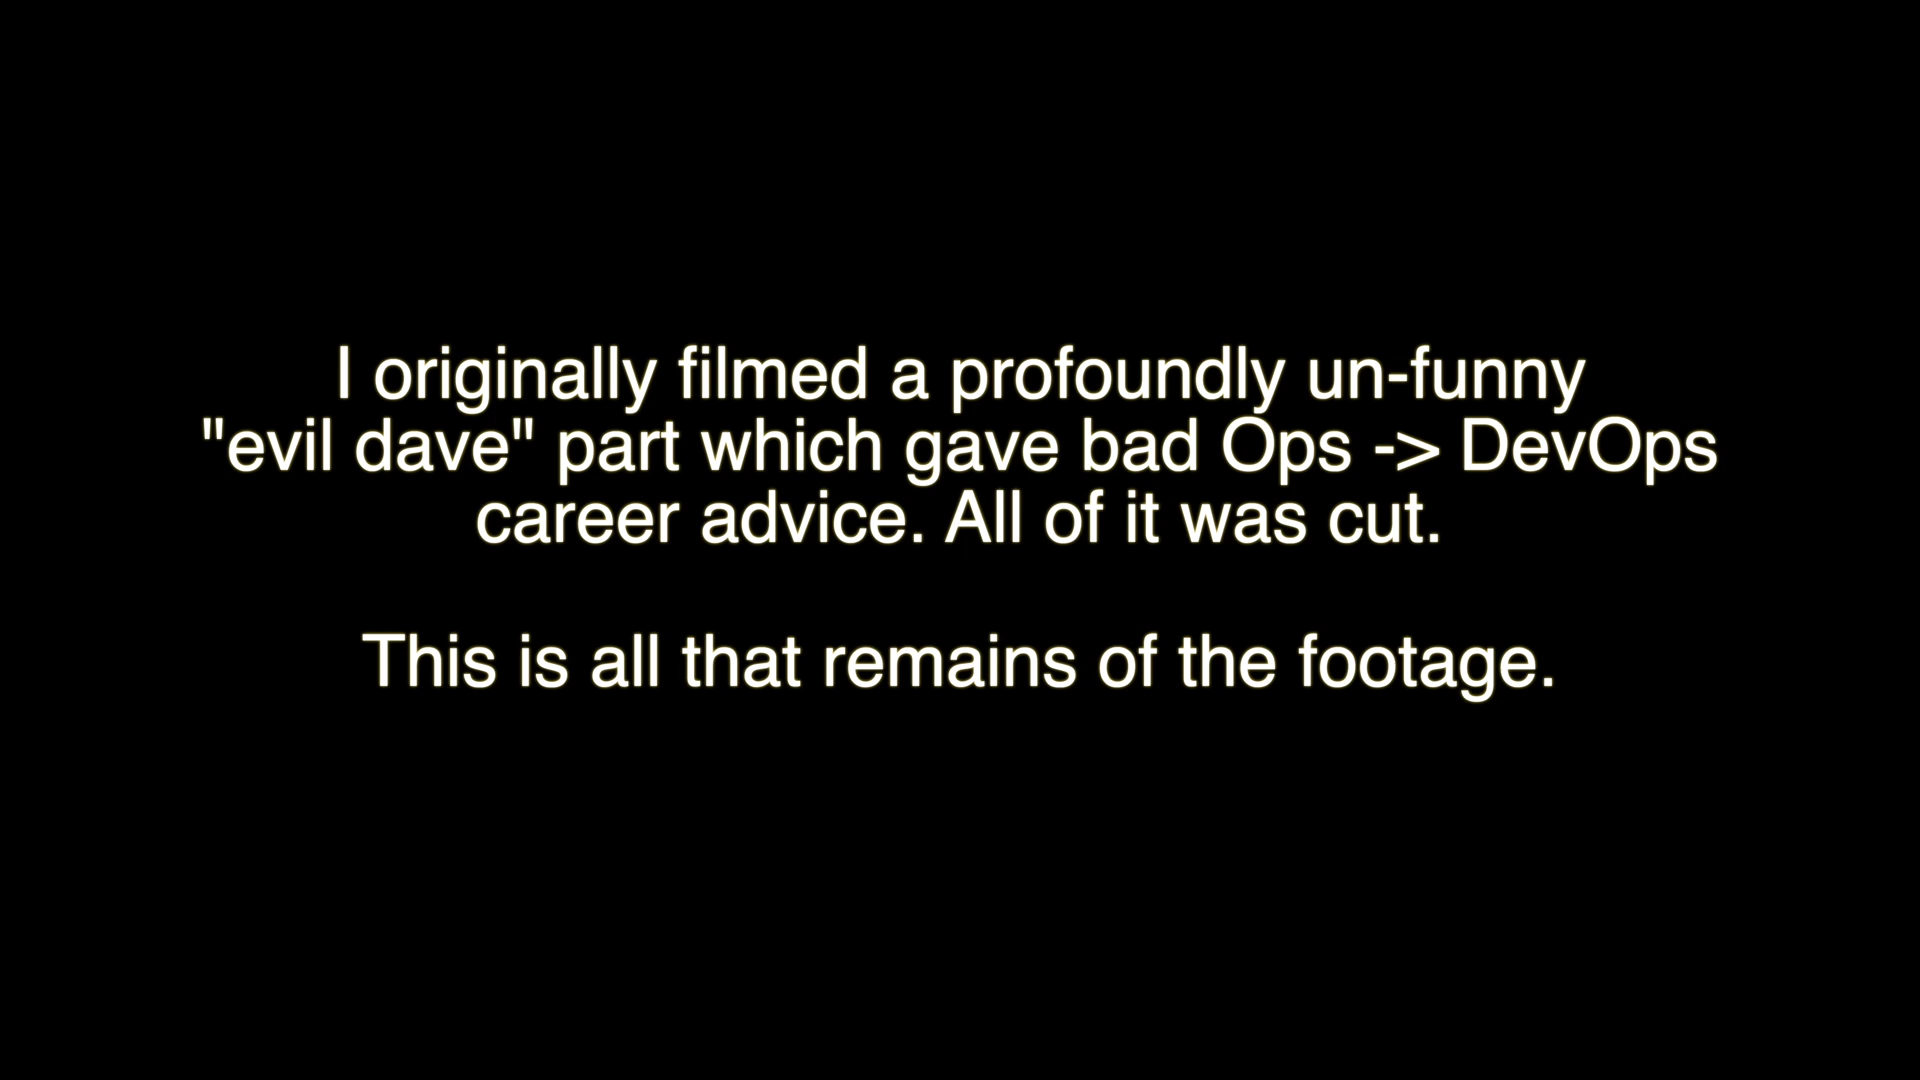 I originally filmed a profoundly un-funny
"evil dave" part which gave bad Ops -> DevOps
career advice. All of it was cut.
This is all that remains of the footage.